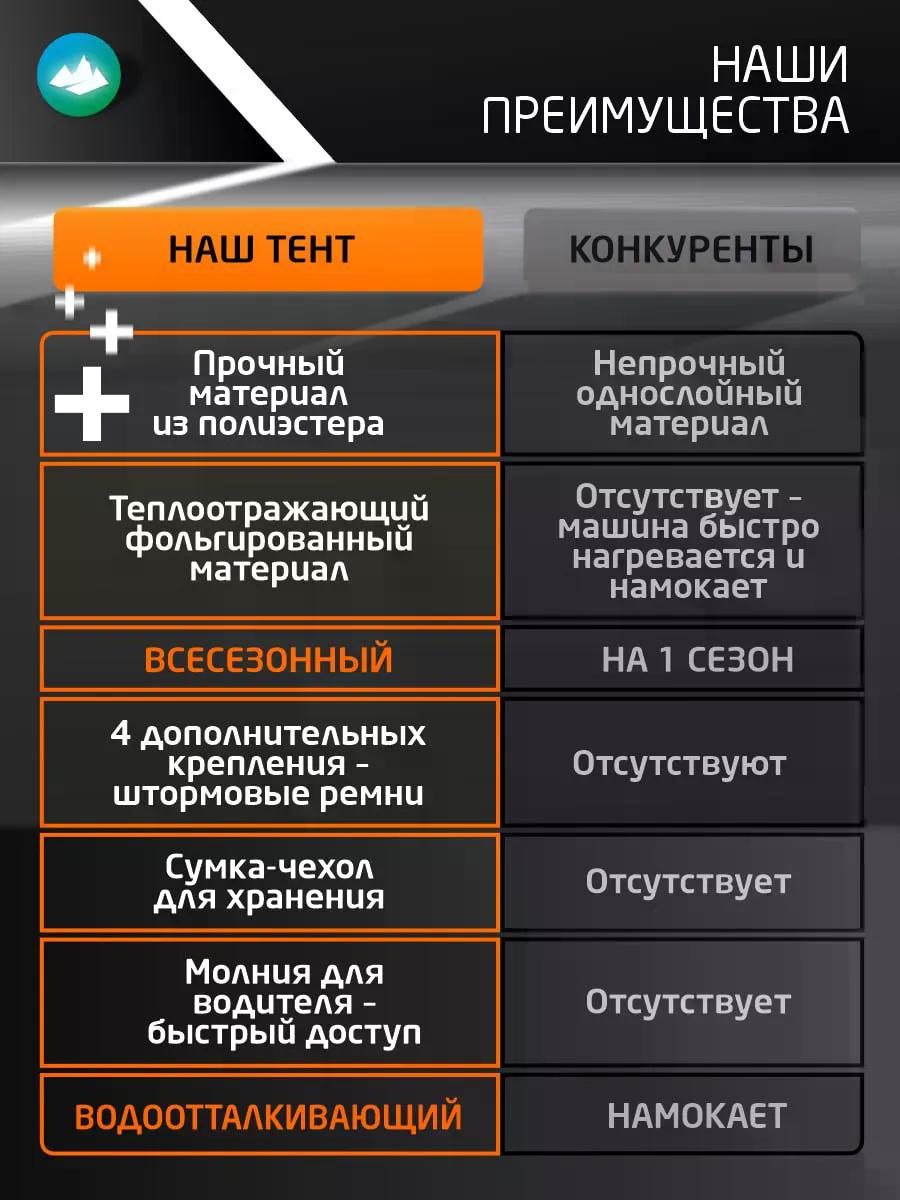 НАШИ
ПРЕИМУЩЕСТВА
НАШ ТЕНТ
КОНКУРЕНТЫ
Прочный
материал
из полиэстера
Непрочный
однослойный
материал
Теплоотражающий
фольгированный
материал
Отсутствует –
машина быстро
нагревается и
намокает
ВСЕСЕЗОННЫЙ
НА 1 СЕЗОН
4 дополнительных
крепления –
штормовые ремни
Отсутствуют
Сумка-чехол
для хранения
Отсутствует
Молния для
водителя –
быстрый доступ
Отсутствует
ВОДООТТАЛКИВАЮЩИЙ
НАМОКАЕТ